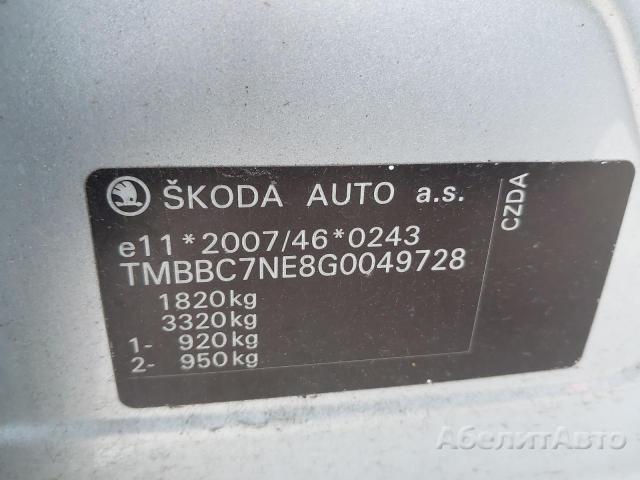 ŠKODA AUTO a.s.
e11*2007/46*0243
TMBBC7NE8G0049728
1820kg
3320kg
1- 920kg
2- 950kg
CZDA
АбелитАвто